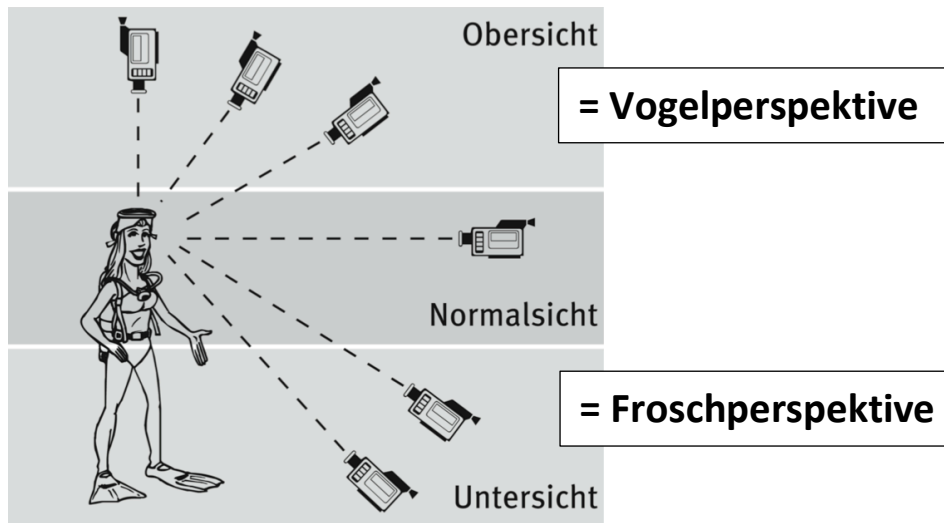 Obersicht
= Vogelperspektive
Normalsicht
= Froschperspektive
Untersicht